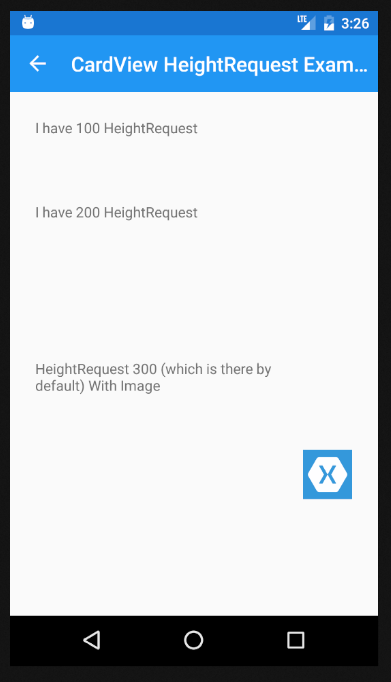 LTE 3:26
CardView HeightRequest Exam...
I have 100 HeightRequest
I have 200 HeightRequest
HeightRequest 300 (which is there by
default) With Image